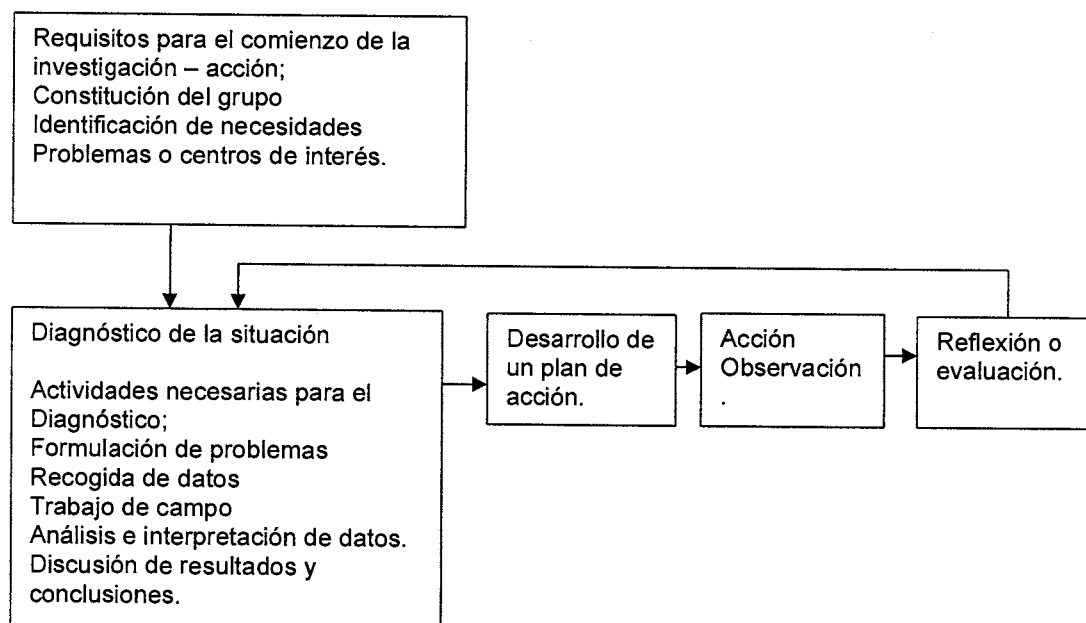 Requisitos para el comienzo de la
investigación – acción;
Constitución del grupo
Identificación de necesidades
Problemas o centros de interés.
Diagnóstico de la situación
Actividades necesarias para el
Diagnóstico;
Formulación de problemas
Recogida de datos
Trabajo de campo
Análisis e interpretación de datos.
Discusión de resultados y
conclusiones.
Desarrollo de
un plan de
acción.
Acción
Observación
.
Reflexión o
evaluación.